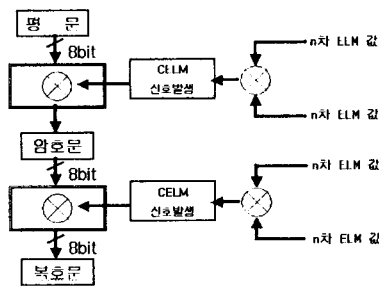 평 문
8bit
CELM
신호발생
n차 ELM 값
n차 ELM 값
암호문
8bit
CELM
신호발생
n차 ELM 값
n차 ELM 값
8bit
복호문